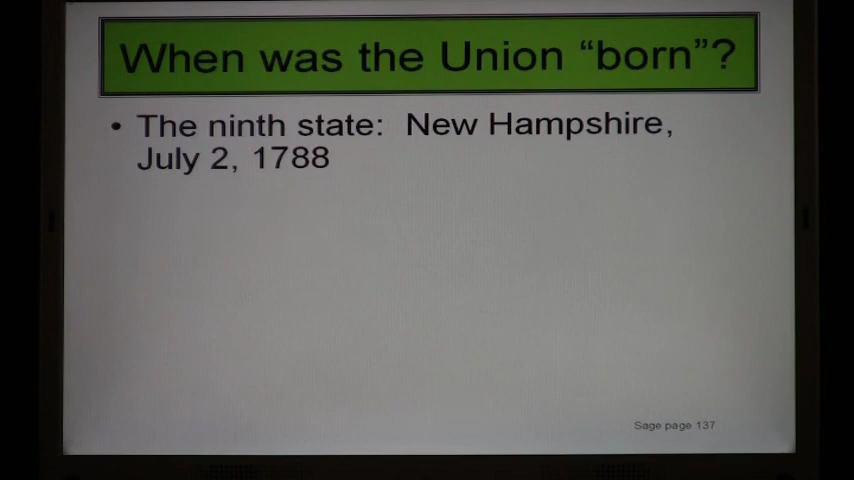 When was the Union “born”?
• The ninth state: New Hampshire,
July 2, 1788
Sage page 137